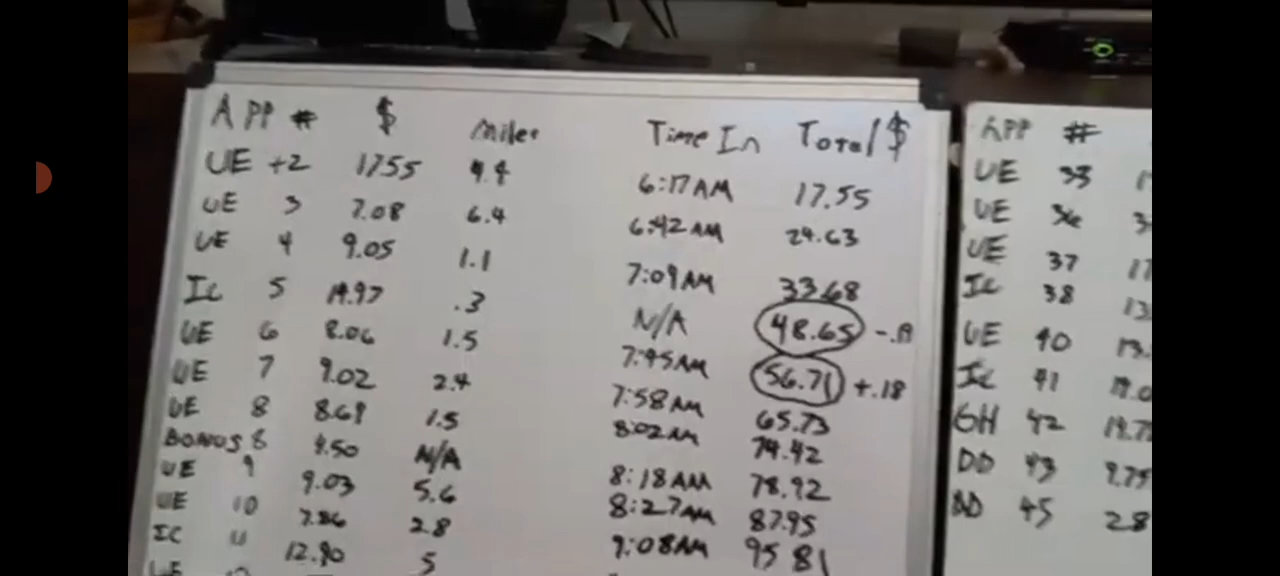 APP # $ Miles Time In Total $
UE +2 17.55 9.4 6:17AM 17.55
UE 3 7.08 6.4 6:42AM 24.63
UE 4 9.05 1.1 7:09AM 33.68
IC 5 14.97 .3 N/A 48.65
UE 6 8.06 1.5 7:45AM 56.71 +.18
UE 7 9.02 2.4 7:58AM 65.73
UE 8 8.69 1.5 8:02AM 74.42
BONUS 8 4.50 N/A 78.92
UE 9 9.03 5.6 8:18AM 87.95
UE 10 7.86 2.8 8:27AM 95.81
IC 11 12.90 5 9:08AM
UE
APP #
UE
UE 36
UE 37
IC 38
UE 40
IC 41
GH 42
DD 43 9.75
DD 45 28